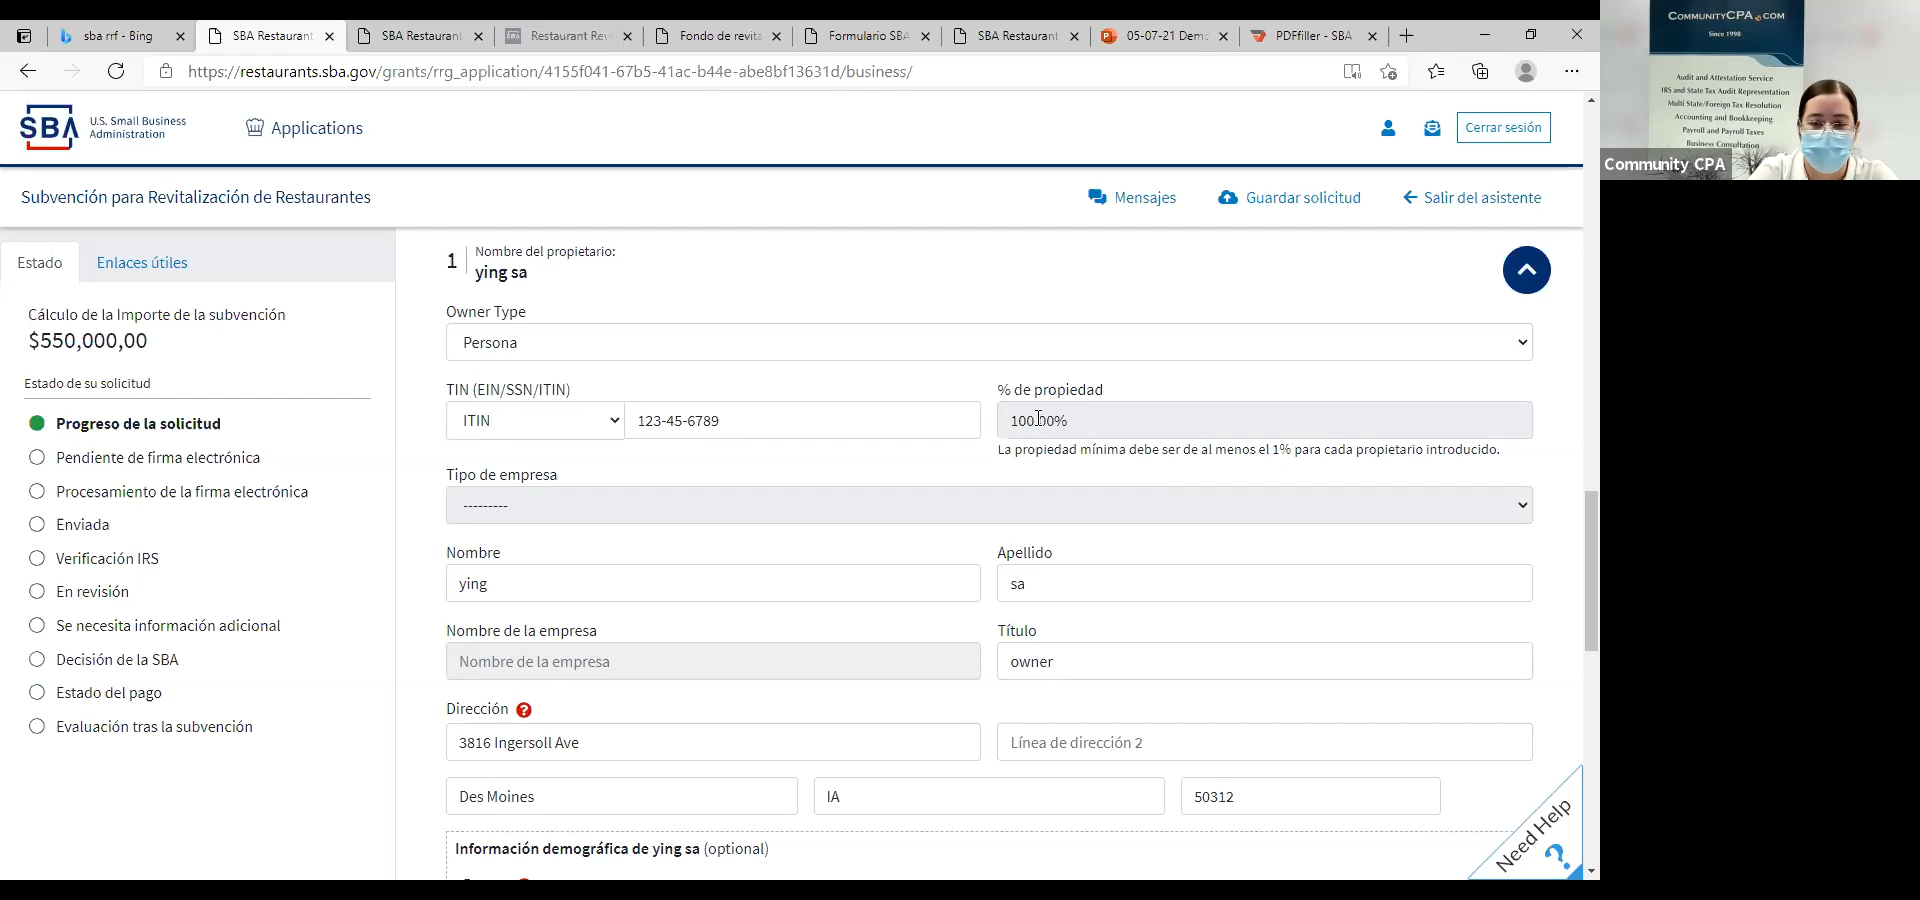 sba rrf - Bing
SBA Restaurant
SBA Restaurant
Restaurant Rev
Fondo de revita
Formulario SBA
SBA Restaurant
05-07-21 Demo
PDFfiller - SBA
https://restaurants.sba.gov/grants/rrg_application/4155f041-67b5-41ac-b44e-abe8bf13631d/business/
COMMUNITYCPA.COM
Since 1998
Audit and Attestation Service
IRS and State Tax Audit Representation
Multi State/Foreign Tax Resolution
Accounting and Bookkeeping
Payroll and Payroll Taxes
Business Consultation
Community CPA
SBA
U.S. Small Business
Administration
Applications
Cerrar sesión
Subvención para Revitalización de Restaurantes
Mensajes
Guardar solicitud
Salir del asistente
Estado
Enlaces útiles
Cálculo de la Importe de la subvención
$550,000,00
Estado de su solicitud
Progreso de la solicitud
Pendiente de firma electrónica
Procesamiento de la firma electrónica
Enviada
Verificación IRS
En revisión
Se necesita información adicional
Decisión de la SBA
Estado del pago
Evaluación tras la subvención
1
Nombre del propietario:
ying sa
Owner Type
Persona
TIN (EIN/SSN/ITIN)
% de propiedad
ITIN
123-45-6789
100.00%
La propiedad mínima debe ser de al menos el 1% para cada propietario introducido.
Tipo de empresa
---------
Nombre
Apellido
ying
sa
Nombre de la empresa
Título
Nombre de la empresa
owner
Dirección
3816 Ingersoll Ave
Línea de dirección 2
Des Moines
IA
50312
Información demográfica de ying sa (optional)
Need Help